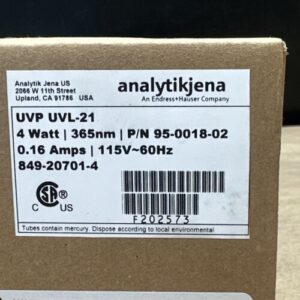 Analytik Jena US
2066 W 11th Street
Upland, CA 91786 USA
analytikjena
An Endress+Hauser Company
UVP UVL-21
4 Watt | 365nm | P/N 95-0018-02
0.16 Amps | 115V~60Hz
849-20701-4
C US
F202573
Tubes contain mercury. Dispose according to local environmental